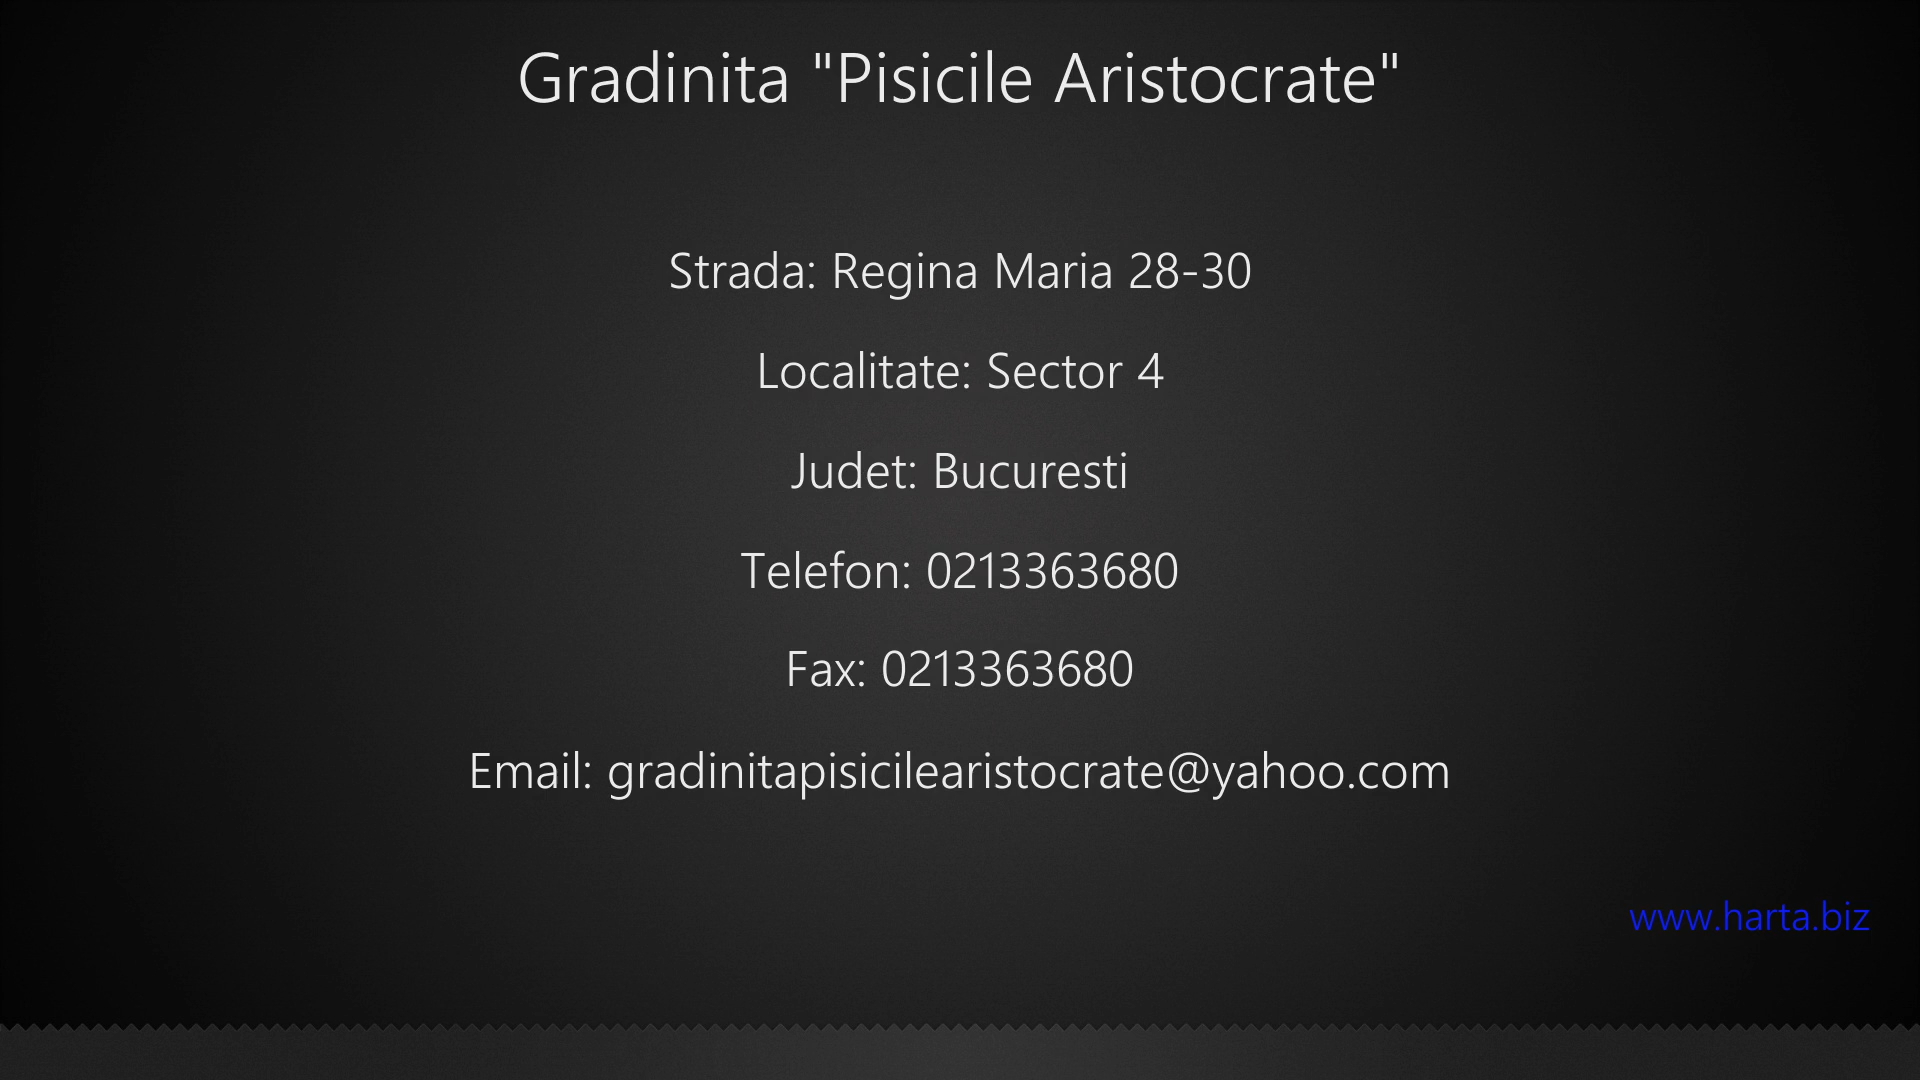 Gradinita "Pisicile Aristocrate"
Strada: Regina Maria 28-30
Localitate: Sector 4
Judet: Bucuresti
Telefon: 0213363680
Fax: 0213363680
Email: gradinitapisicilearistocrate@yahoo.com
www.harta.biz